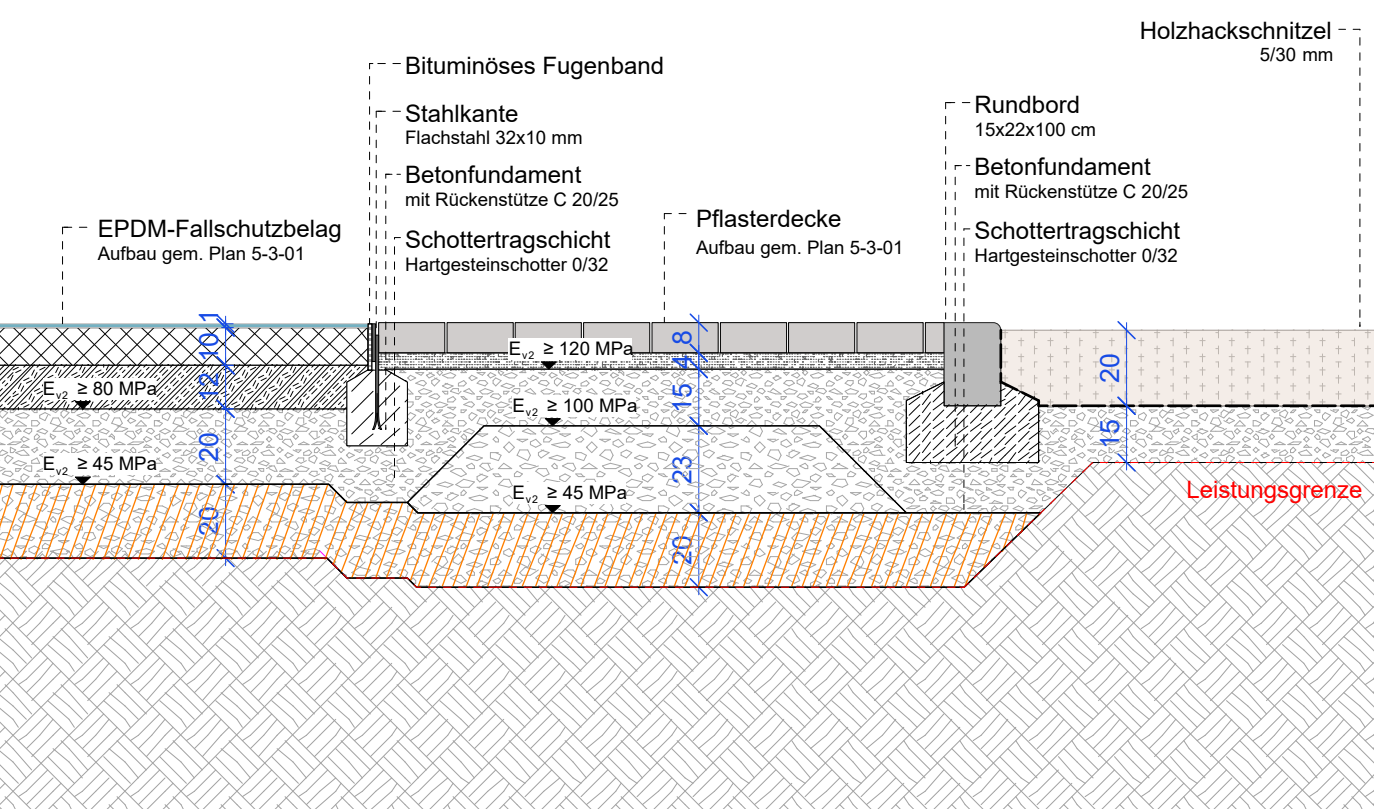 Holzhackschnitzel
5/30 mm
Bituminöses Fugenband
Stahlkante
Flachstahl 32x10 mm
Betonfundament
mit Rückenstütze C 20/25
Schottertragschicht
Hartgesteinschotter 0/32
EPDM-Fallschutzbelag
Aufbau gem. Plan 5-3-01
Pflasterdecke
Aufbau gem. Plan 5-3-01
Rundbord
15x22x100 cm
Betonfundament
mit Rückenstütze C 20/25
Schottertragschicht
Hartgesteinschotter 0/32
1
10
12
20
20
Ev2 ≥ 80 MPa
Ev2 ≥ 45 MPa
8
4
15
23
20
Ev2 ≥ 120 MPa
Ev2 ≥ 100 MPa
Ev2 ≥ 45 MPa
20
15
Leistungsgrenze